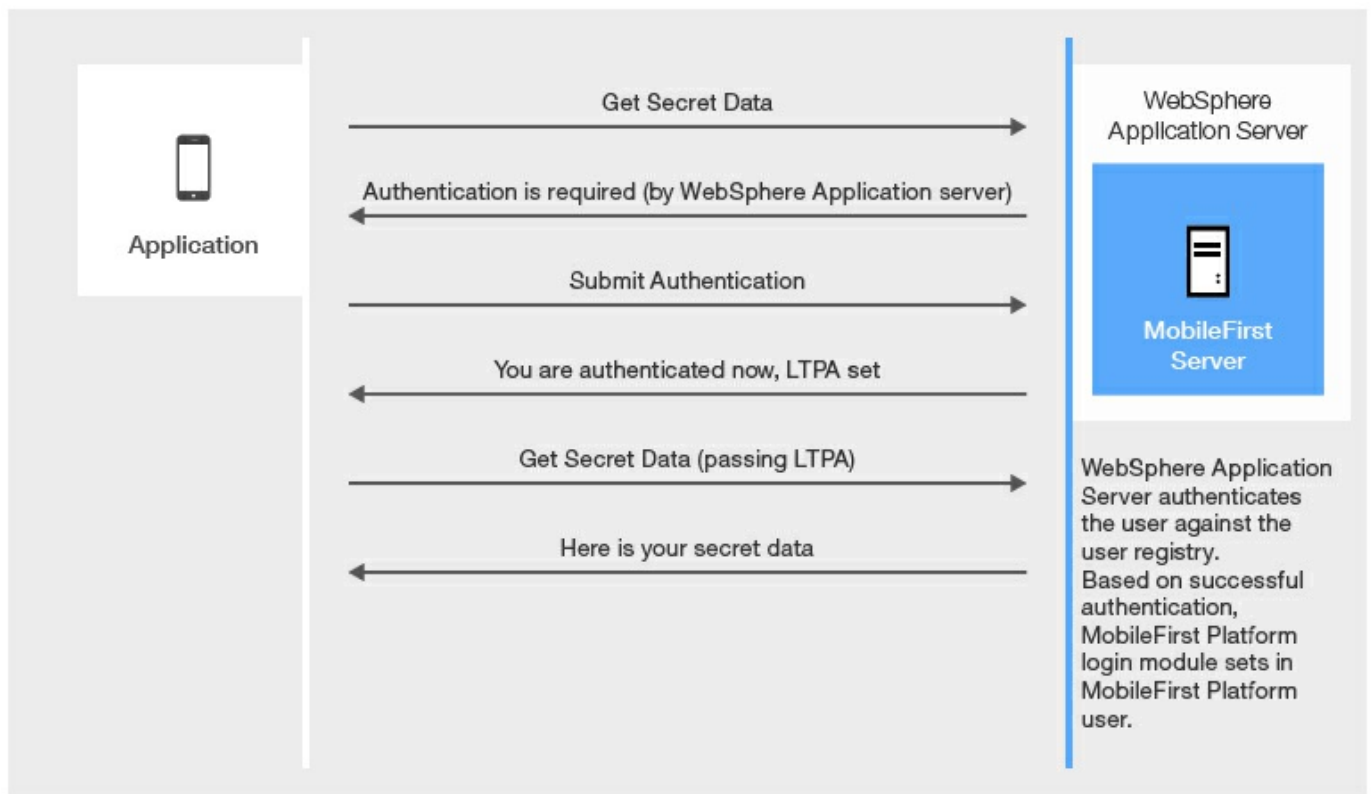 Get Secret Data
WebSphere
Application Server
Authentication is required (by WebSphere Application server)
Application
Submit Authentication
MobileFirst
Server
You are authenticated now, LTPA set
Get Secret Data (passing LTPA)
WebSphere Application
Server authenticates
the user against the
user registry.
Based on successful
authentication,
MobileFirst Platform
login module sets in
MobileFirst Platform
user.
Here is your secret data